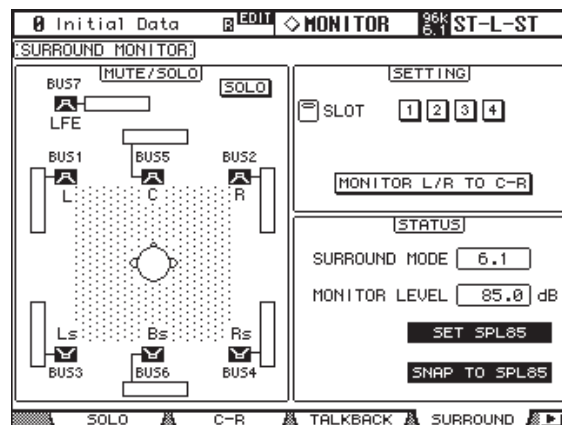 0 Initial Data R EDIT ◇MONITOR 96k 6.1 ST-L-ST
SURROUND MONITOR
MUTE/SOLO
SOLO
BUS7
LFE
BUS1 BUS5 BUS2
L C R
Ls Bs Rs
BUS3 BUS6 BUS4
SETTING
SLOT 1 2 3 4
MONITOR L/R TO C-R
STATUS
SURROUND MODE 6.1
MONITOR LEVEL 85.0 dB
SET SPL85
SNAP TO SPL85
SOLO C-R TALKBACK SURROUND